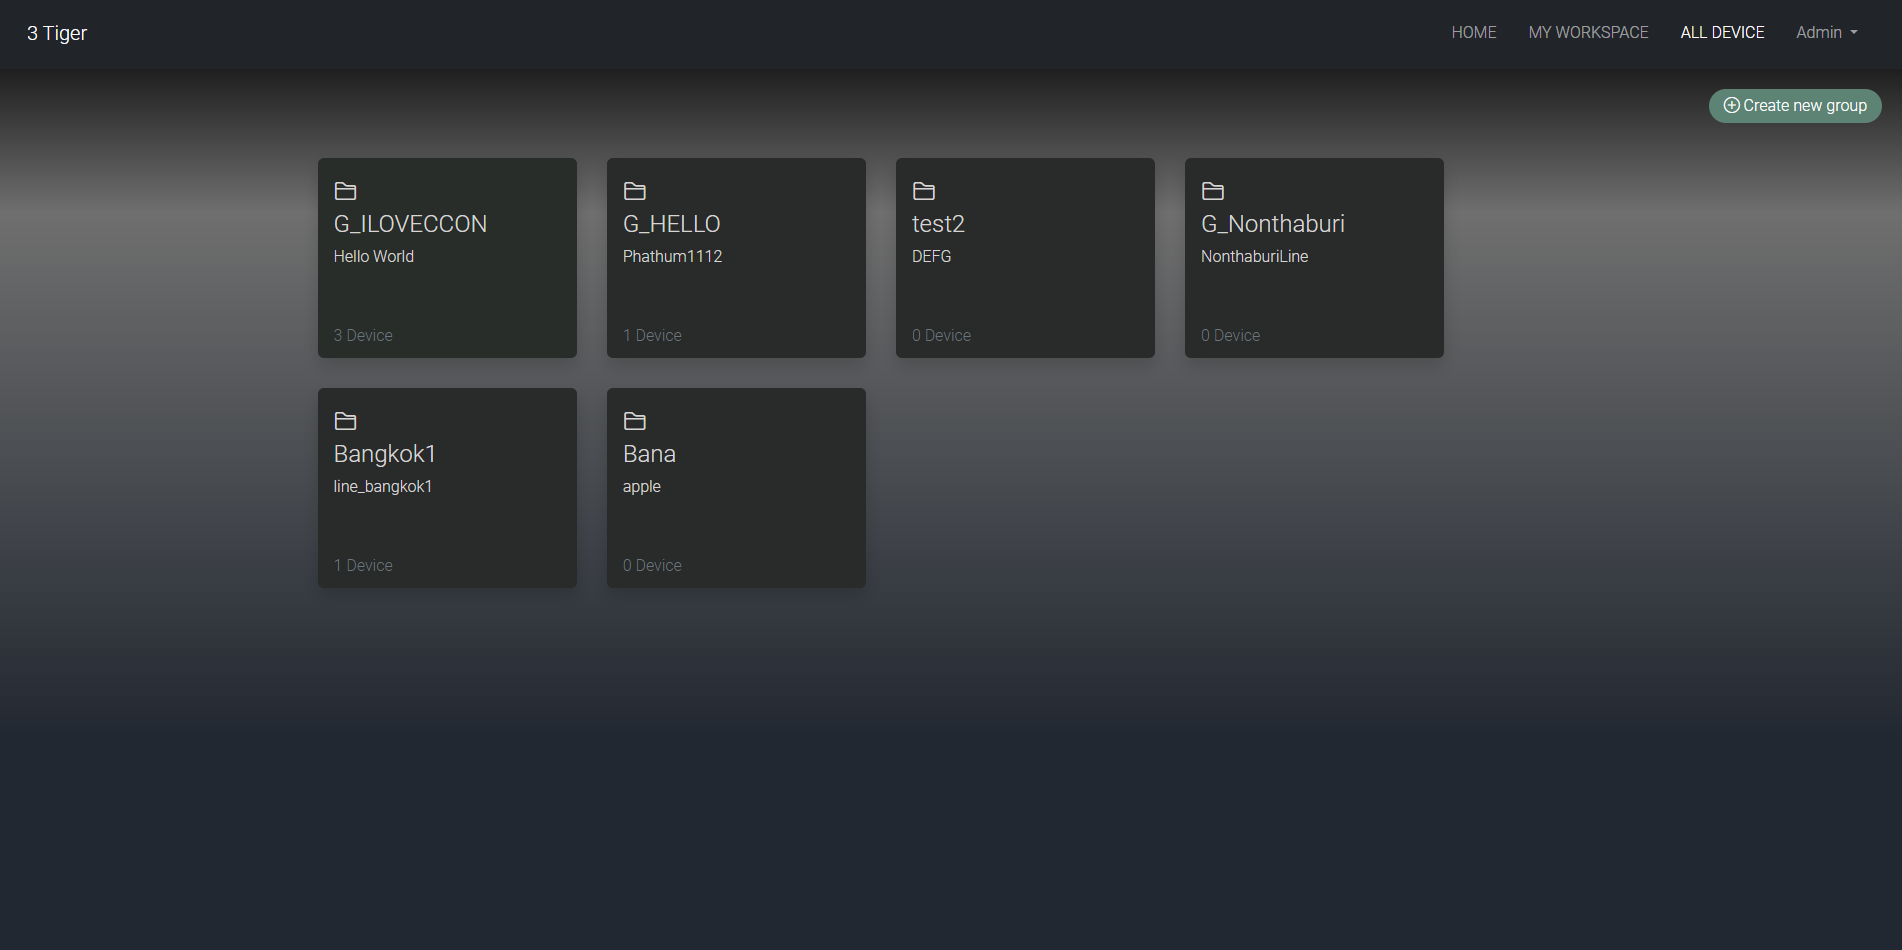 3 Tiger
HOME MY WORKSPACE ALL DEVICE Admin
Create new group
G_ILOVECCON
Hello World
3 Device
G_HELLO
Phathum1112
1 Device
test2
DEFG
0 Device
G_Nonthaburi
NonthaburiLine
0 Device
Bangkok1
line_bangkok1
1 Device
Bana
apple
0 Device